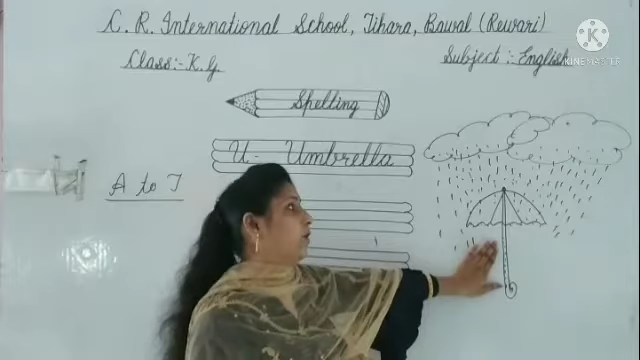 C. R. International School, Tihara, Bawal (Rewari)
Class:- K.G
Subject:- English
KINEMASTER
Spelling
U - Umbrella
A to T